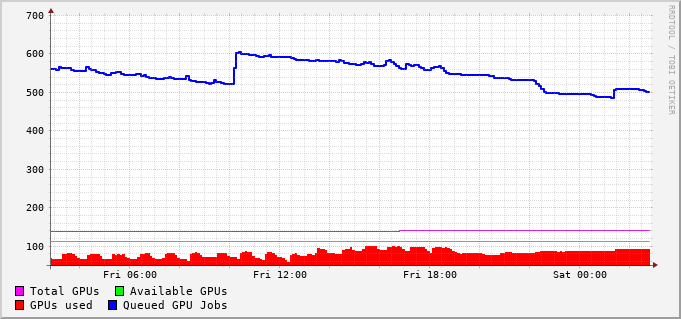 700
600
500
400
300
200
100
Fri 06:00 Fri 12:00 Fri 18:00 Sat 00:00
Total GPUs Available GPUs
GPUs used Queued GPU Jobs
RRDTOOL / TOBI OETIKER